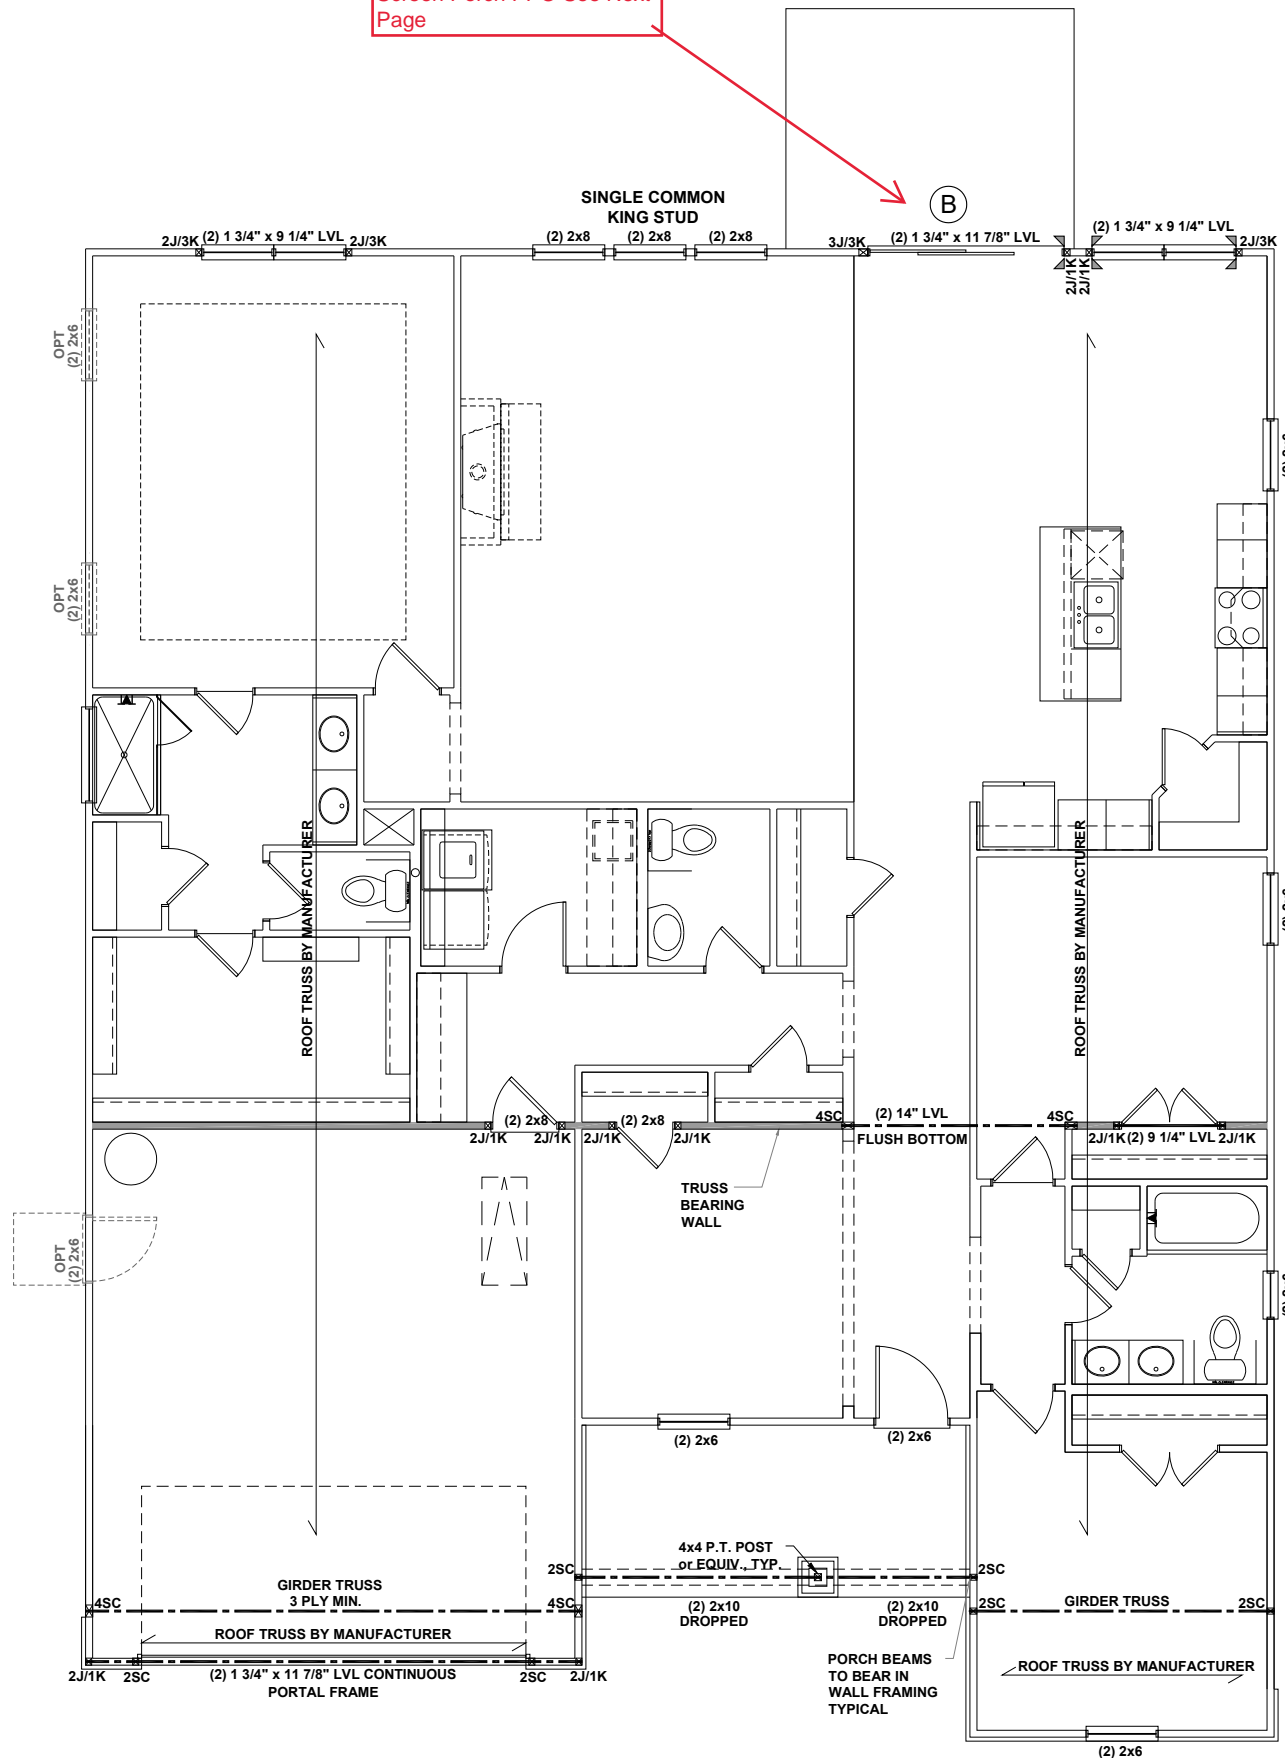 Page
B
SINGLE COMMON
KING STUD
2J/3K
(2) 1 3/4" x 9 1/4" LVL
2J/3K
(2) 2x8
(2) 2x8
(2) 2x8
3J/3K
(2) 1 3/4" x 11 7/8" LVL
(2) 1 3/4" x 9 1/4" LVL
2J/3K
2J/1K
2J/1K
OPT
(2) 2x6
OPT
(2) 2x6
ROOF TRUSS BY MANUFACTURER
ROOF TRUSS BY MANUFACTURER
4SC
(2) 14" LVL
4SC
FLUSH BOTTOM
2J/1K
(2) 2x8
2J/1K
2J/1K
(2) 2x8
2J/1K
2J/1K
(2) 9 1/4" LVL
2J/1K
TRUSS
BEARING
WALL
OPT
(2) 2x6
(2) 2x6
(2) 2x6
4x4 P.T. POST
or EQUIV., TYP.
2SC
2SC
GIRDER TRUSS
3 PLY MIN.
4SC
4SC
(2) 2x10
DROPPED
(2) 2x10
DROPPED
2SC
GIRDER TRUSS
2SC
ROOF TRUSS BY MANUFACTURER
2J/1K
2SC
(2) 1 3/4" x 11 7/8" LVL CONTINUOUS
PORTAL FRAME
2SC
2J/1K
PORCH BEAMS
TO BEAR IN
WALL FRAMING
TYPICAL
ROOF TRUSS BY MANUFACTURER
(2) 2x6